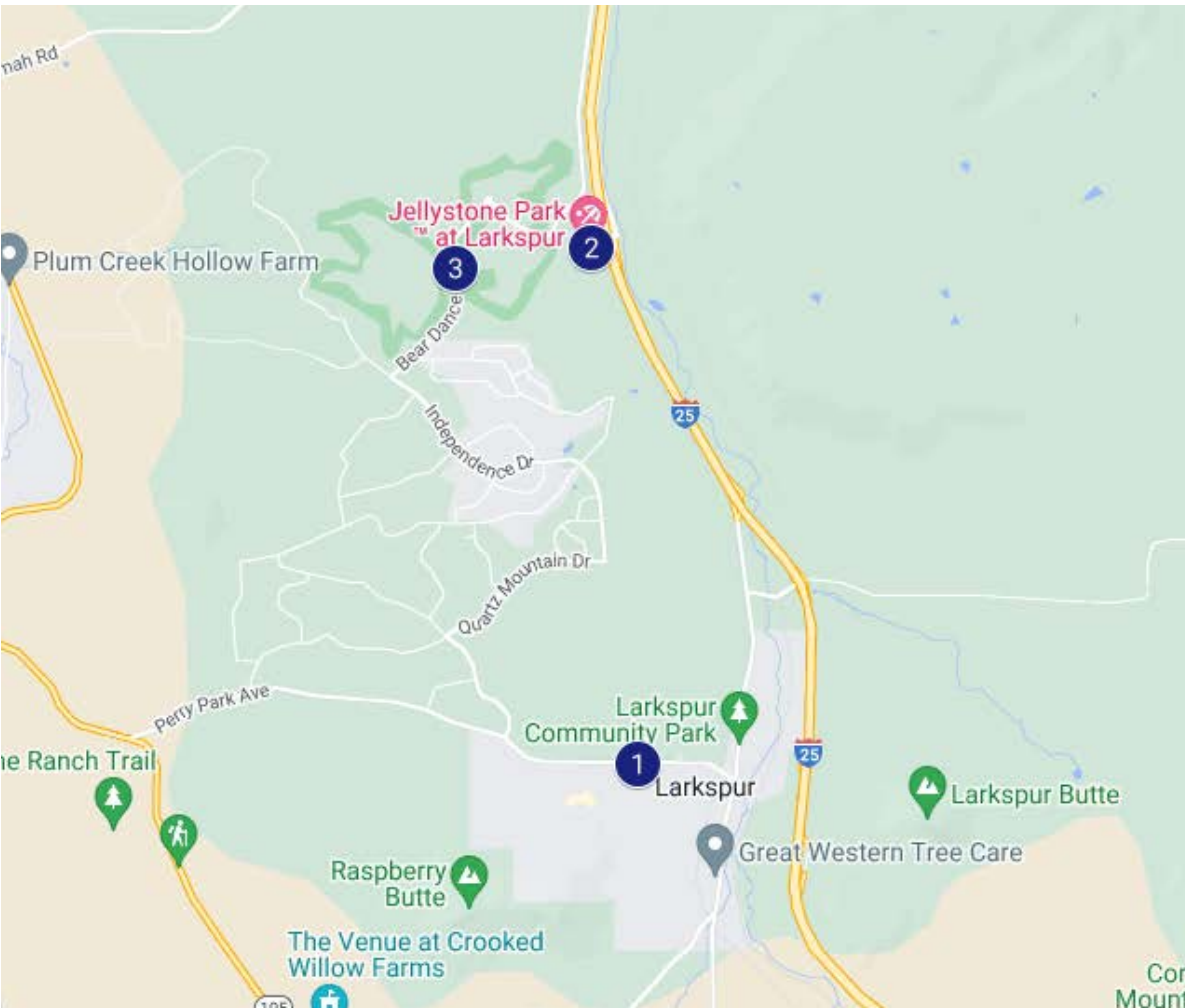 mah Rd
Jellystone Park
™ at Larkspur
2
3
Plum Creek Hollow Farm
Bear Dance
25
Independence Dr
Quartz Mountain Dr
Perry Park Ave
Larkspur
Community Park
1
Larkspur
25
ne Ranch Trail
Larkspur Butte
Great Western Tree Care
Raspberry
Butte
The Venue at Crooked
Willow Farms
105
Cor
Mount